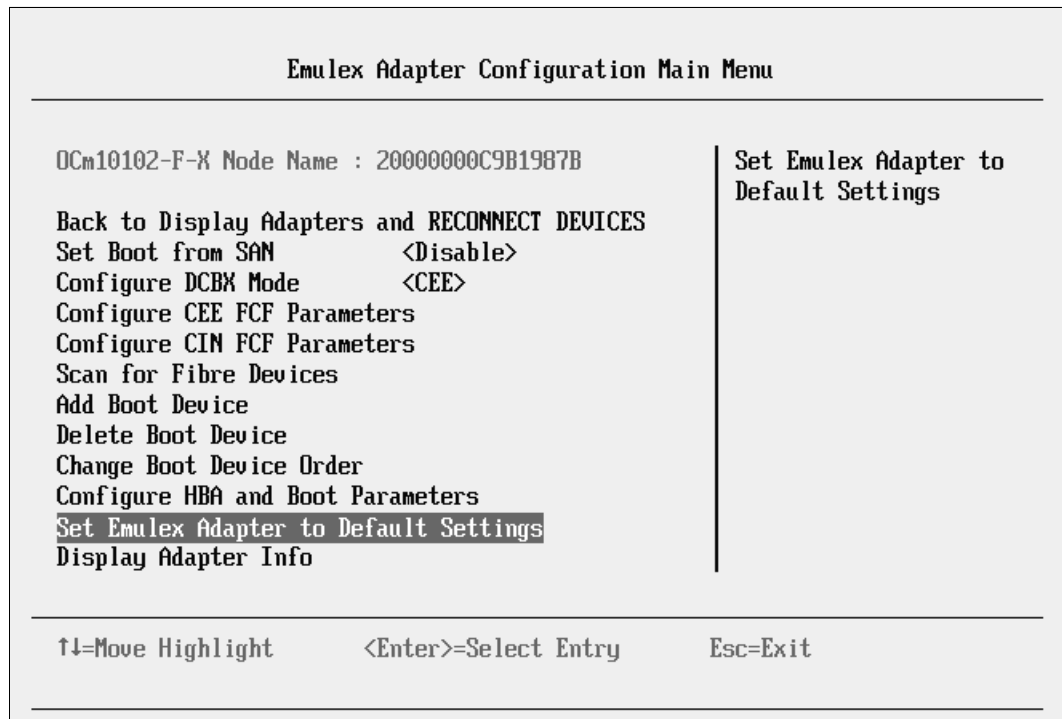 Emulex Adapter Configuration Main Menu
OCm10102-F-X Node Name : 20000000C9B1987B
Set Emulex Adapter to
Default Settings
Back to Display Adapters and RECONNECT DEVICES
Set Boot from SAN <Disable>
Configure DCBX Mode <CEE>
Configure CEE FCF Parameters
Configure CIN FCF Parameters
Scan for Fibre Devices
Add Boot Device
Delete Boot Device
Change Boot Device Order
Configure HBA and Boot Parameters
Set Emulex Adapter to Default Settings
Display Adapter Info
↑↓=Move Highlight <Enter>=Select Entry Esc=Exit